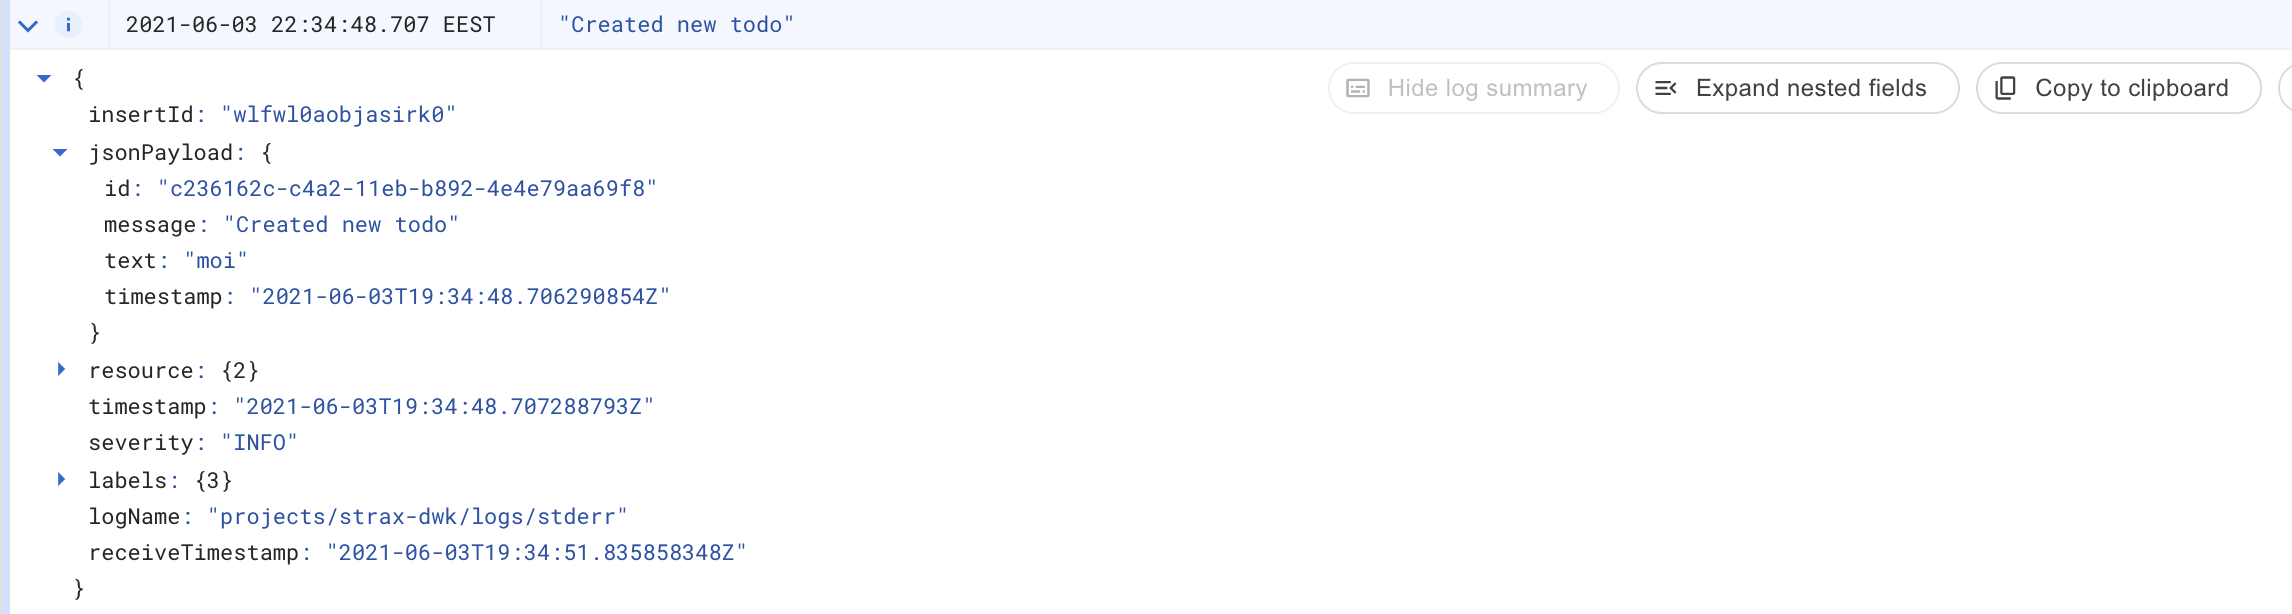 2021-06-03 22:34:48.707 EEST "Created new todo"
{
Hide log summary Expand nested fields Copy to clipboard
insertId: "wlfwl0aobjasirk0"
jsonPayload: {
id: "c236162c-c4a2-11eb-b892-4e4e79aa69f8"
message: "Created new todo"
text: "moi"
timestamp: "2021-06-03T19:34:48.706290854Z"
}
resource: {2}
timestamp: "2021-06-03T19:34:48.707288793Z"
severity: "INFO"
labels: {3}
logName: "projects/strax-dwk/logs/stderr"
receiveTimestamp: "2021-06-03T19:34:51.835858348Z"
}